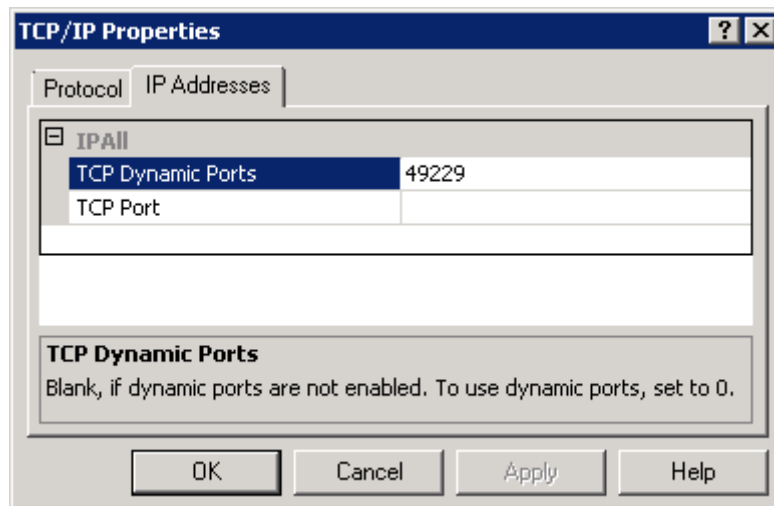 TCP/IP Properties
Protocol IP Addresses
IPAll
TCP Dynamic Ports 49229
TCP Port
TCP Dynamic Ports
Blank, if dynamic ports are not enabled. To use dynamic ports, set to 0.
OK Cancel Apply Help